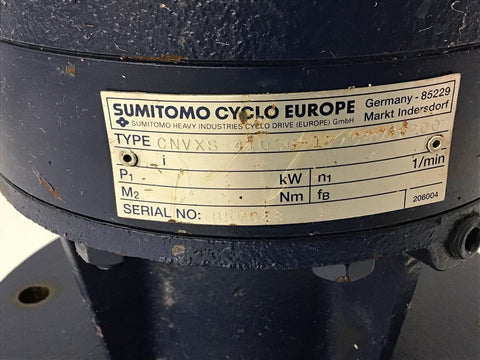 SUMITOMO CYCLO EUROPE
SUMITOMO HEAVY INDUSTRIES CYCLO DRIVE (EUROPE) GmbH
Germany - 85229
Markt Indersdorf
TYPE CNVXS
i 1/min
P1 kW n1
M2 Nm fB
SERIAL NO:
206004